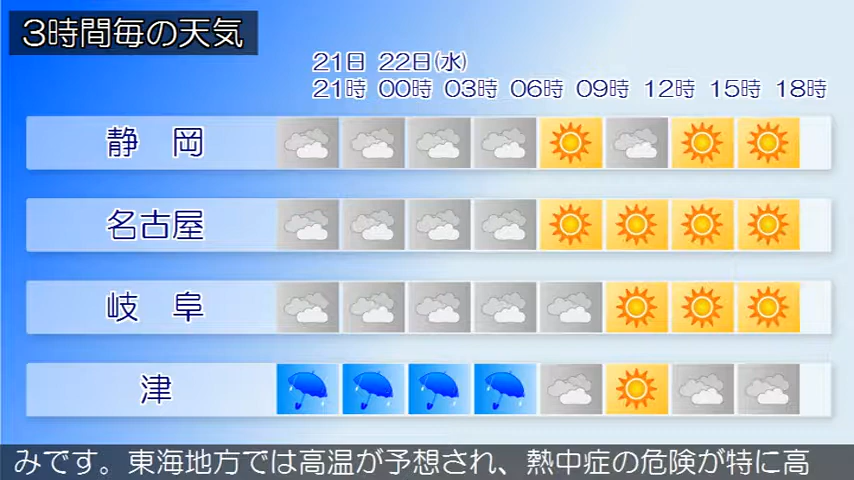 3時間毎の天気
21日 22日(水)
21時 00時 03時 06時 09時 12時 15時 18時
静　岡
名古屋
岐　阜
津
みです。東海地方では高温が予想され、熱中症の危険が特に高